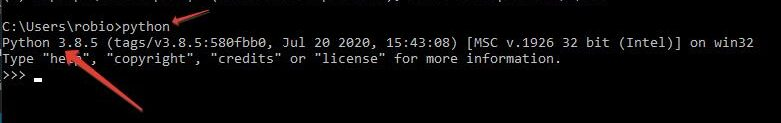 C:\Users\robio>python
Python 3.8.5 (tags/v3.8.5:580fbb0, Jul 20 2020, 15:43:08) [MSC v.1926 32 bit (Intel)] on win32
Type "help", "copyright", "credits" or "license" for more information.
>>>